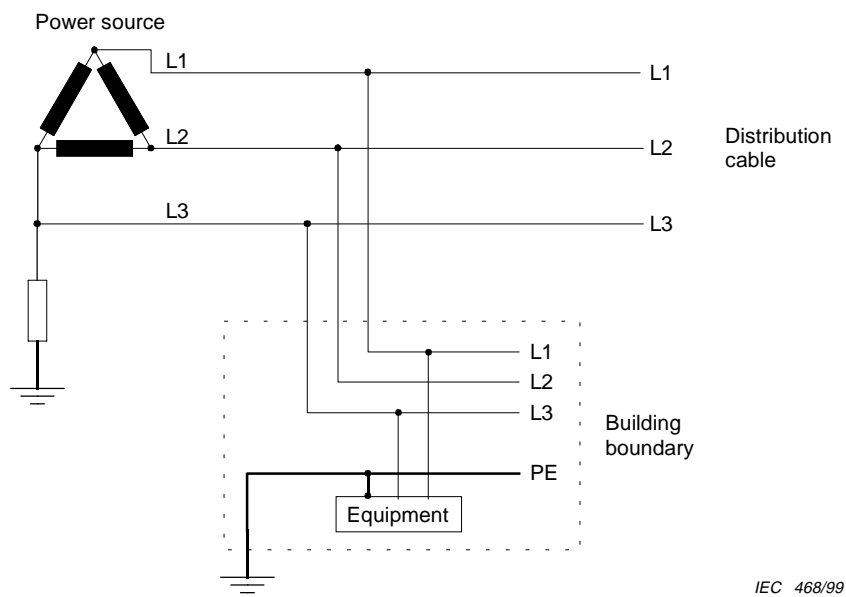 Power source
L1
L1
L2
L2
Distribution
cable
L3
L3
L1
L2
L3
Building
boundary
PE
Equipment
IEC 468/99